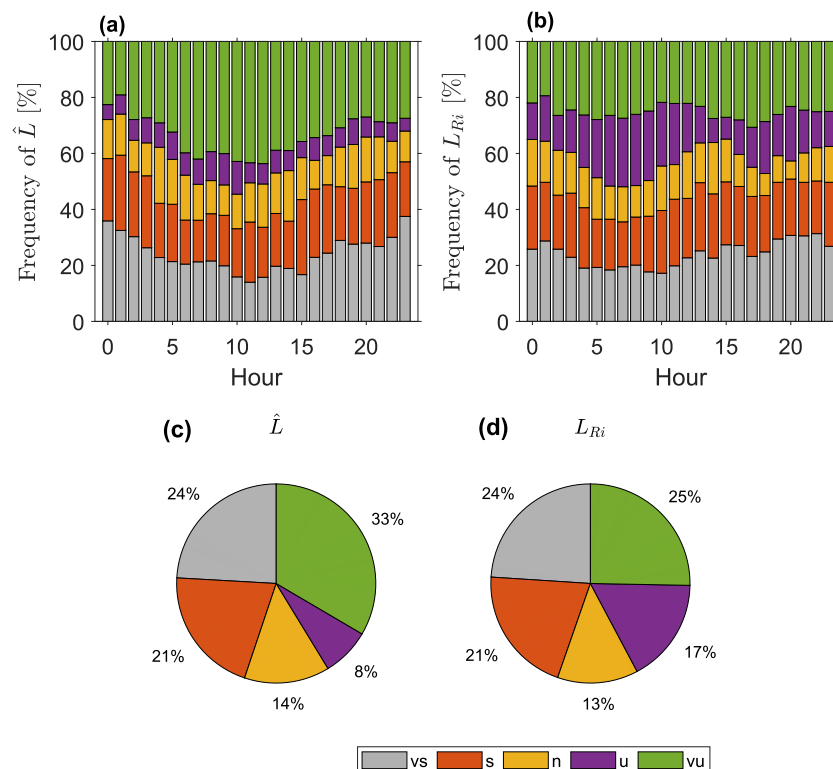 (a)
(b)
Frequency of L̂ [%]
100
80
60
40
20
0
0 5 10 15 20
Hour
Frequency of L_Ri [%]
100
80
60
40
20
0
0 5 10 15 20
Hour
(c) L̂
24%
33%
21%
8%
14%
(d) L_Ri
24%
25%
21%
17%
13%
vs s n u vu